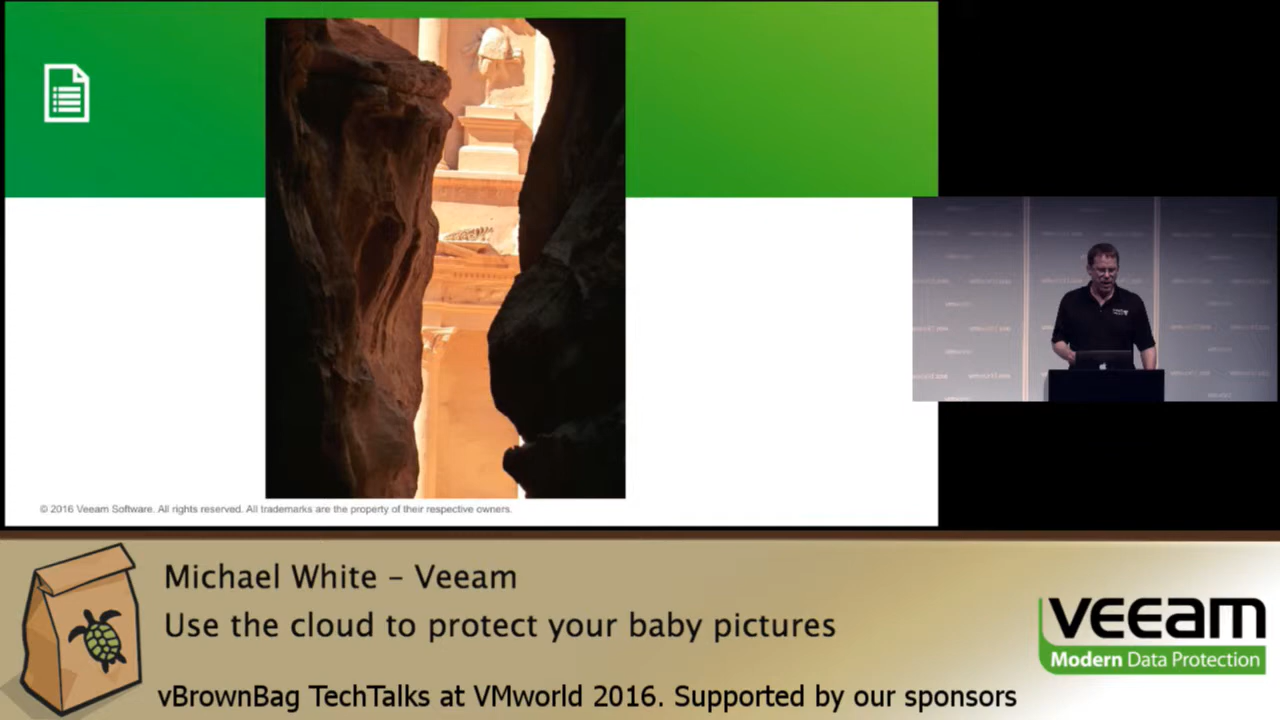 © 2016 Veeam Software. All rights reserved. All trademarks are the property of their respective owners.
Michael White – Veeam
Use the cloud to protect your baby pictures
vBrownBag TechTalks at VMworld 2016. Supported by our sponsors
veeam
Modern Data Protection